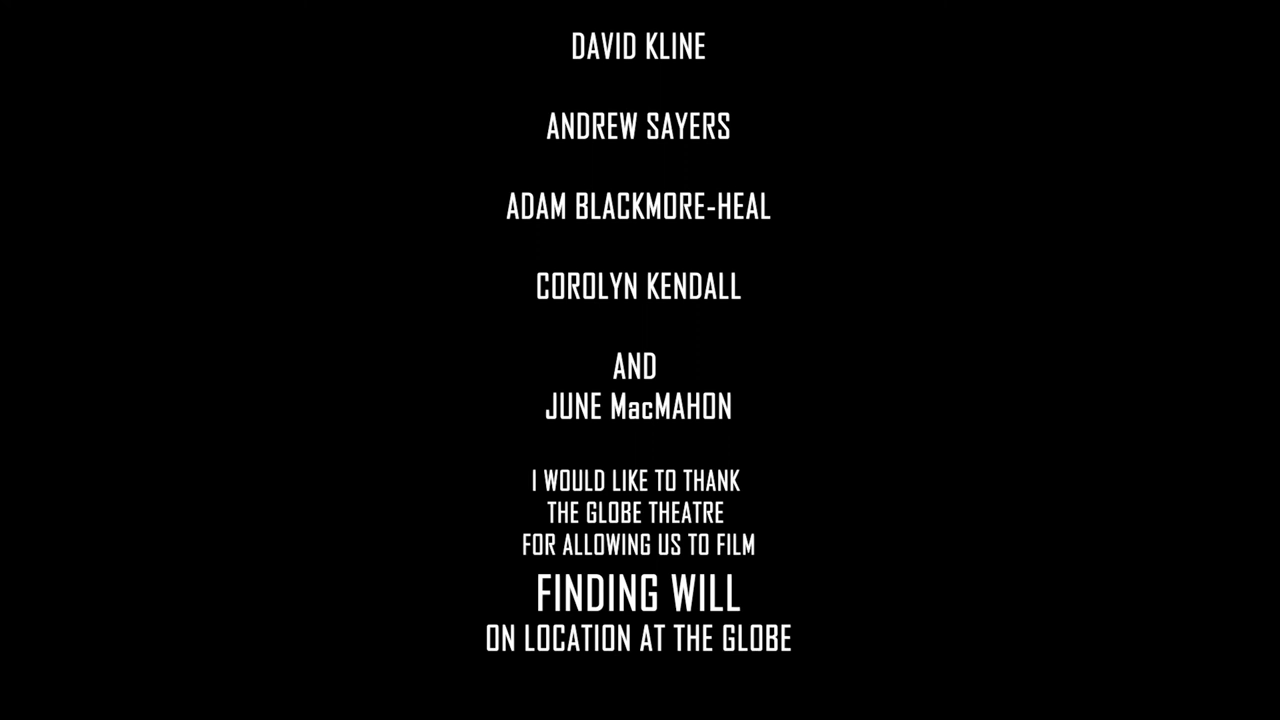 DAVID KLINE
ANDREW SAYERS
ADAM BLACKMORE-HEAL
COROLYN KENDALL
AND
JUNE MacMAHON
I WOULD LIKE TO THANK
THE GLOBE THEATRE
FOR ALLOWING US TO FILM
FINDING WILL
ON LOCATION AT THE GLOBE